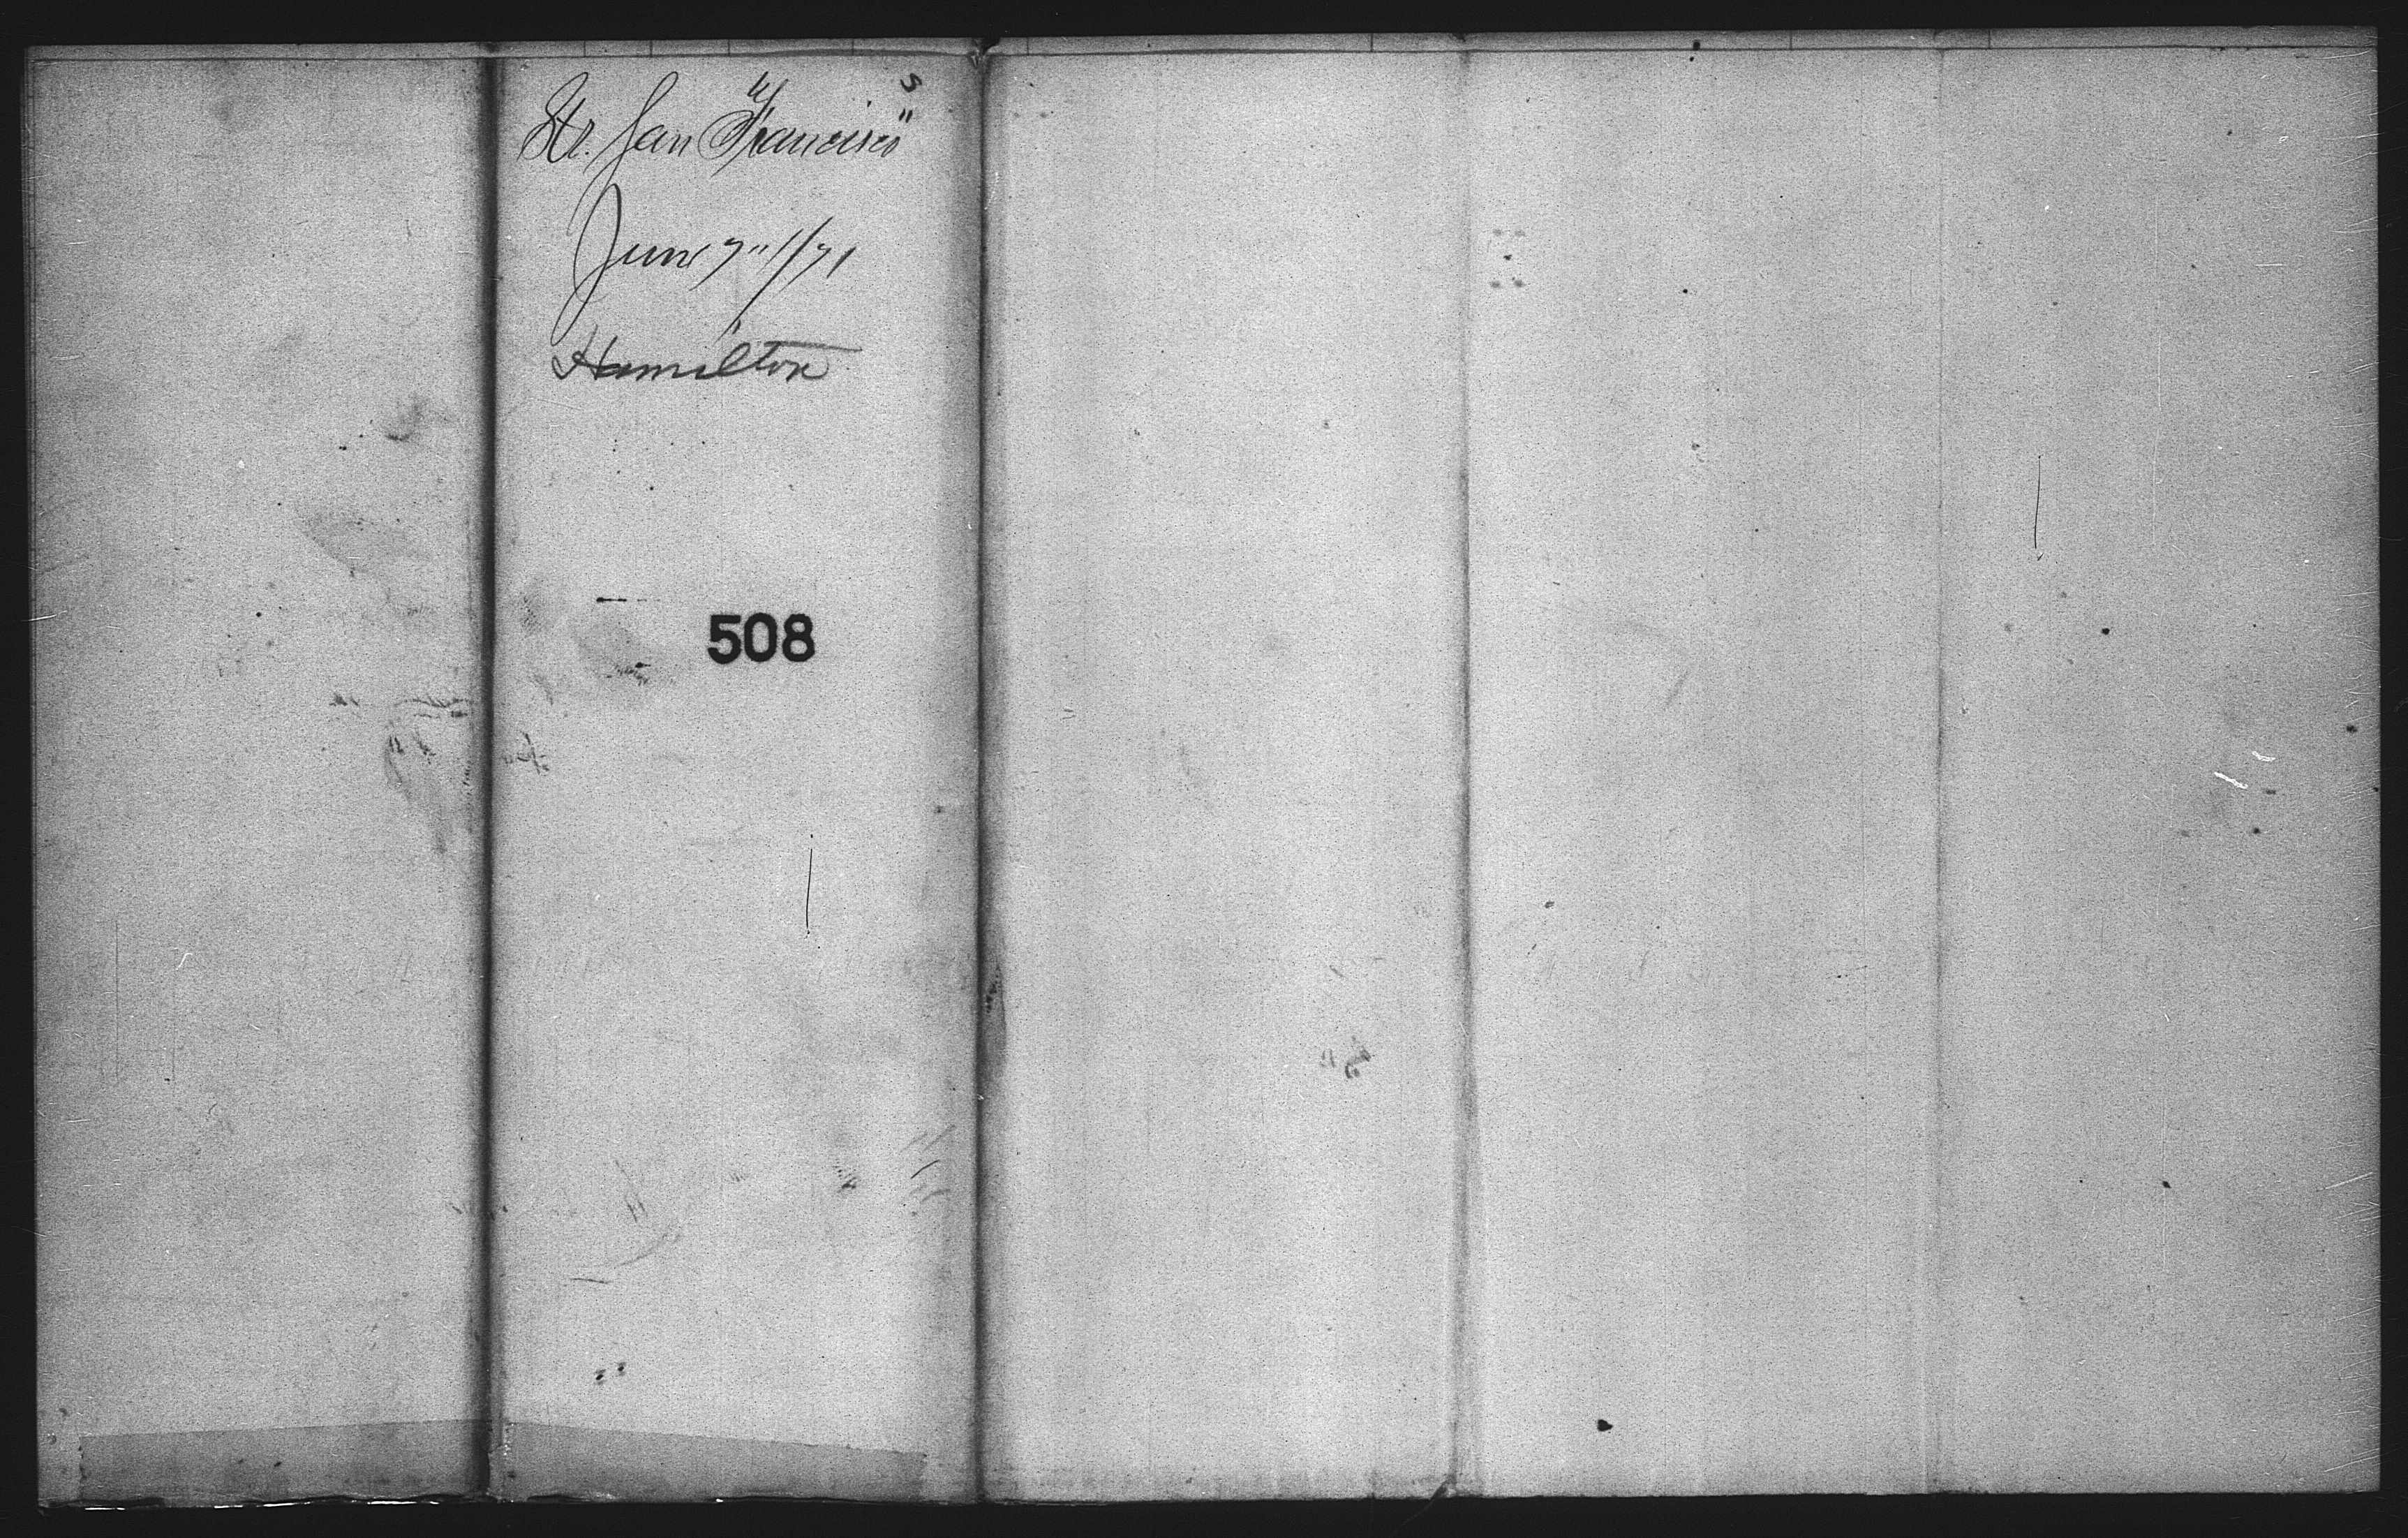 Str. San Francisco"
June 7"/71
Hamilton
508